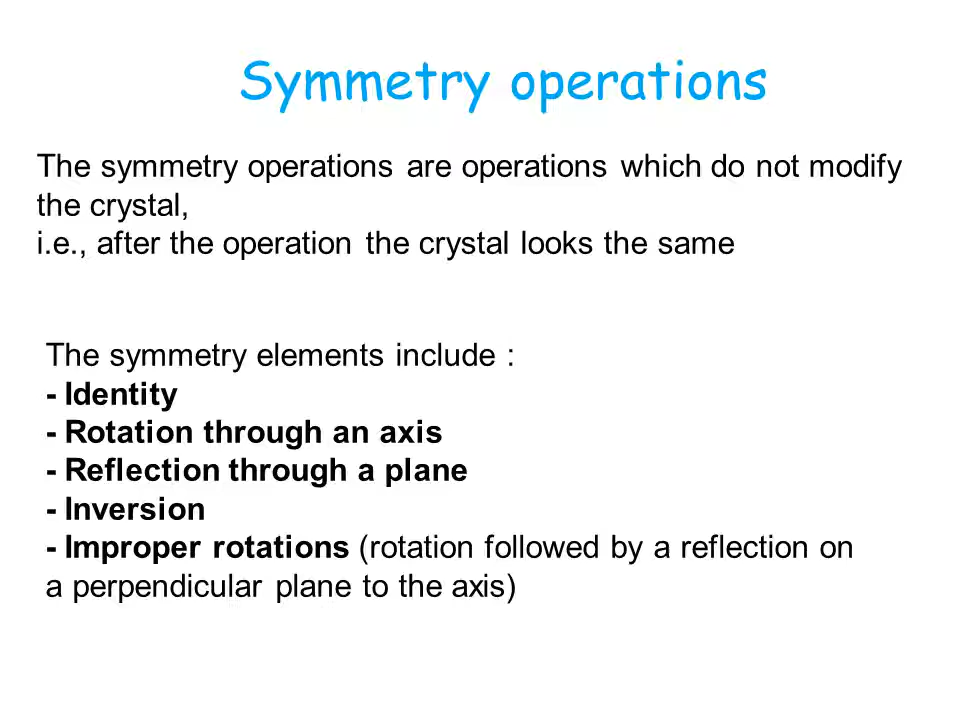 Symmetry operations
The symmetry operations are operations which do not modify
the crystal,
i.e., after the operation the crystal looks the same
The symmetry elements include :
- Identity
- Rotation through an axis
- Reflection through a plane
- Inversion
- Improper rotations (rotation followed by a reflection on
a perpendicular plane to the axis)